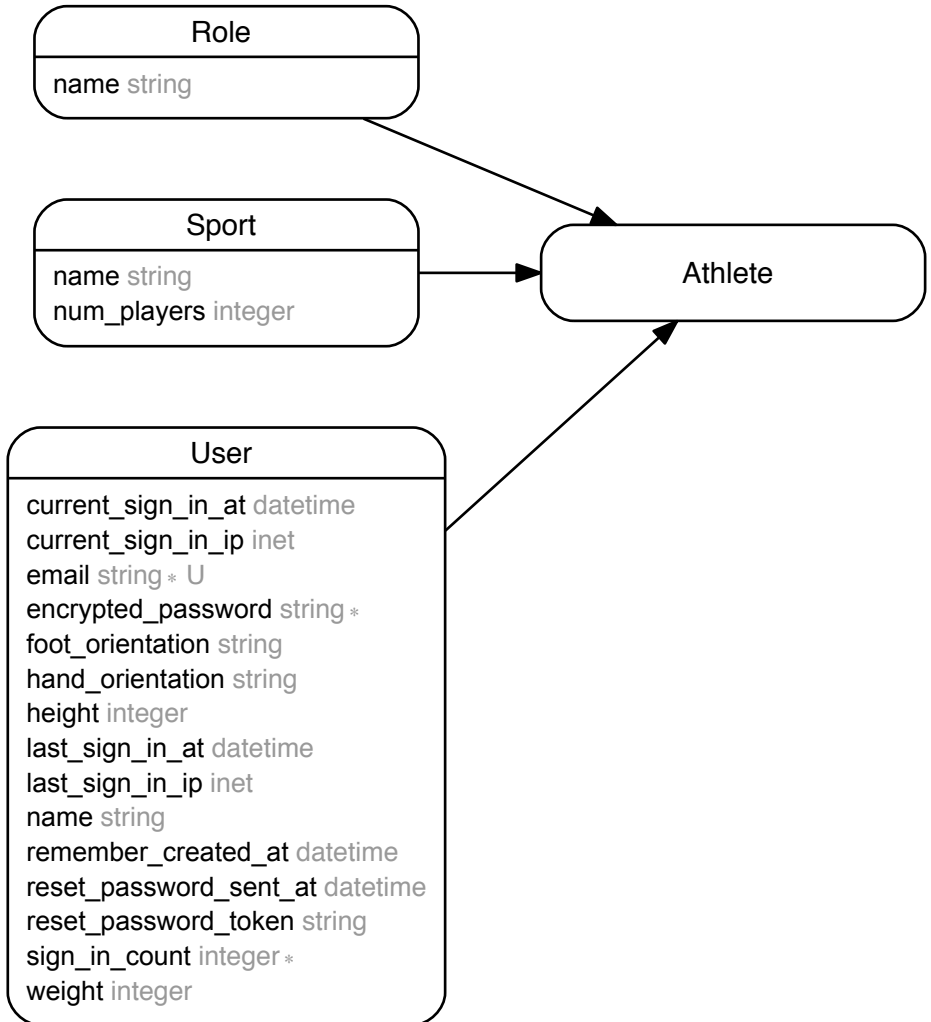 Role
name string
Sport
name string
num_players integer
Athlete
User
current_sign_in_at datetime
current_sign_in_ip inet
email string * U
encrypted_password string *
foot_orientation string
hand_orientation string
height integer
last_sign_in_at datetime
last_sign_in_ip inet
name string
remember_created_at datetime
reset_password_sent_at datetime
reset_password_token string
sign_in_count integer *
weight integer